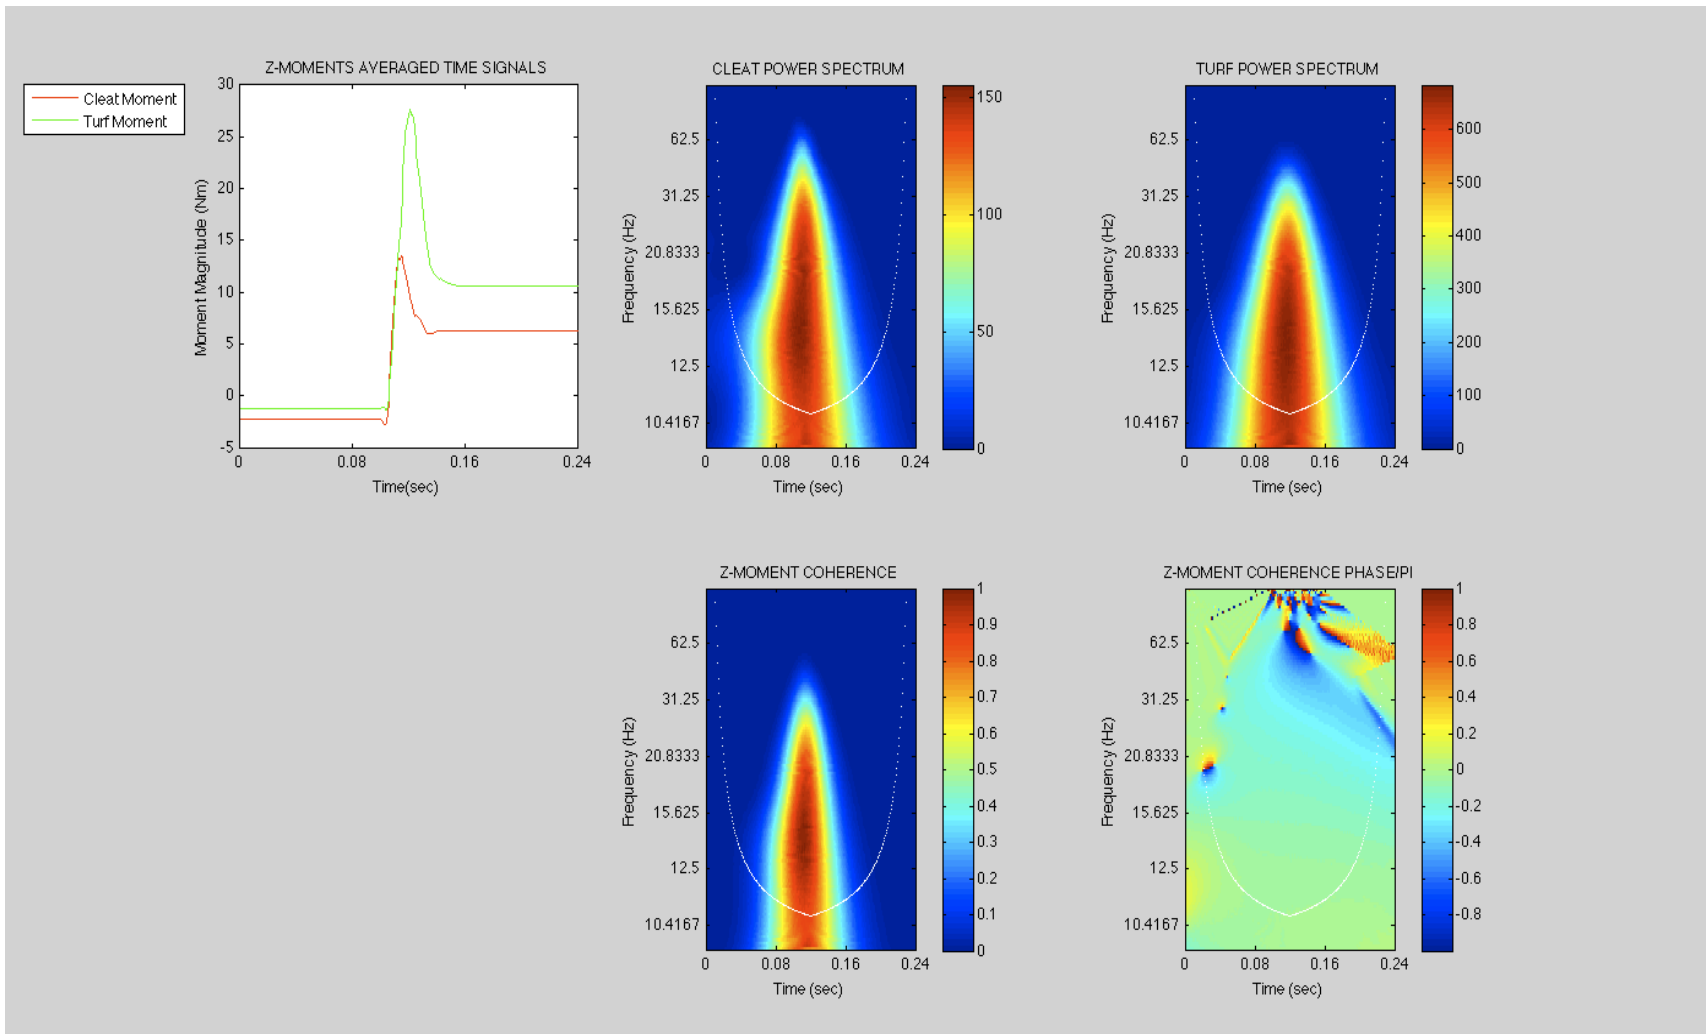 Z-MOMENTS AVERAGED TIME SIGNALS
Cleat Moment
Turf Moment
30
25
20
15
10
5
0
-5
Moment Magnitude (Nm)
0 0.08 0.16 0.24
Time(sec)
CLEAT POWER SPECTRUM
62.5
31.25
20.8333
15.625
12.5
10.4167
Frequency (Hz)
0 0.08 0.16 0.24
Time (sec)
150
100
50
0
TURF POWER SPECTRUM
62.5
31.25
20.8333
15.625
12.5
10.4167
Frequency (Hz)
0 0.08 0.16 0.24
Time (sec)
600
500
400
300
200
100
0
Z-MOMENT COHERENCE
62.5
31.25
20.8333
15.625
12.5
10.4167
Frequency (Hz)
0 0.08 0.16 0.24
Time (sec)
1
0.9
0.8
0.7
0.6
0.5
0.4
0.3
0.2
0.1
0
Z-MOMENT COHERENCE PHASE/PI
62.5
31.25
20.8333
15.625
12.5
10.4167
Frequency (Hz)
0 0.08 0.16 0.24
Time (sec)
1
0.8
0.6
0.4
0.2
0
-0.2
-0.4
-0.6
-0.8